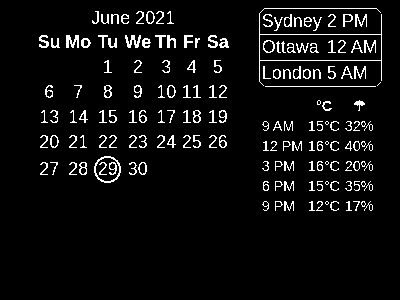 June 2021
Su Mo Tu We Th Fr Sa
1 2 3 4 5
6 7 8 9 10 11 12
13 14 15 16 17 18 19
20 21 22 23 24 25 26
27 28 29 30
Sydney 2 PM
Ottawa 12 AM
London 5 AM
°C
9 AM 15°C 32%
12 PM 16°C 40%
3 PM 16°C 20%
6 PM 15°C 35%
9 PM 12°C 17%